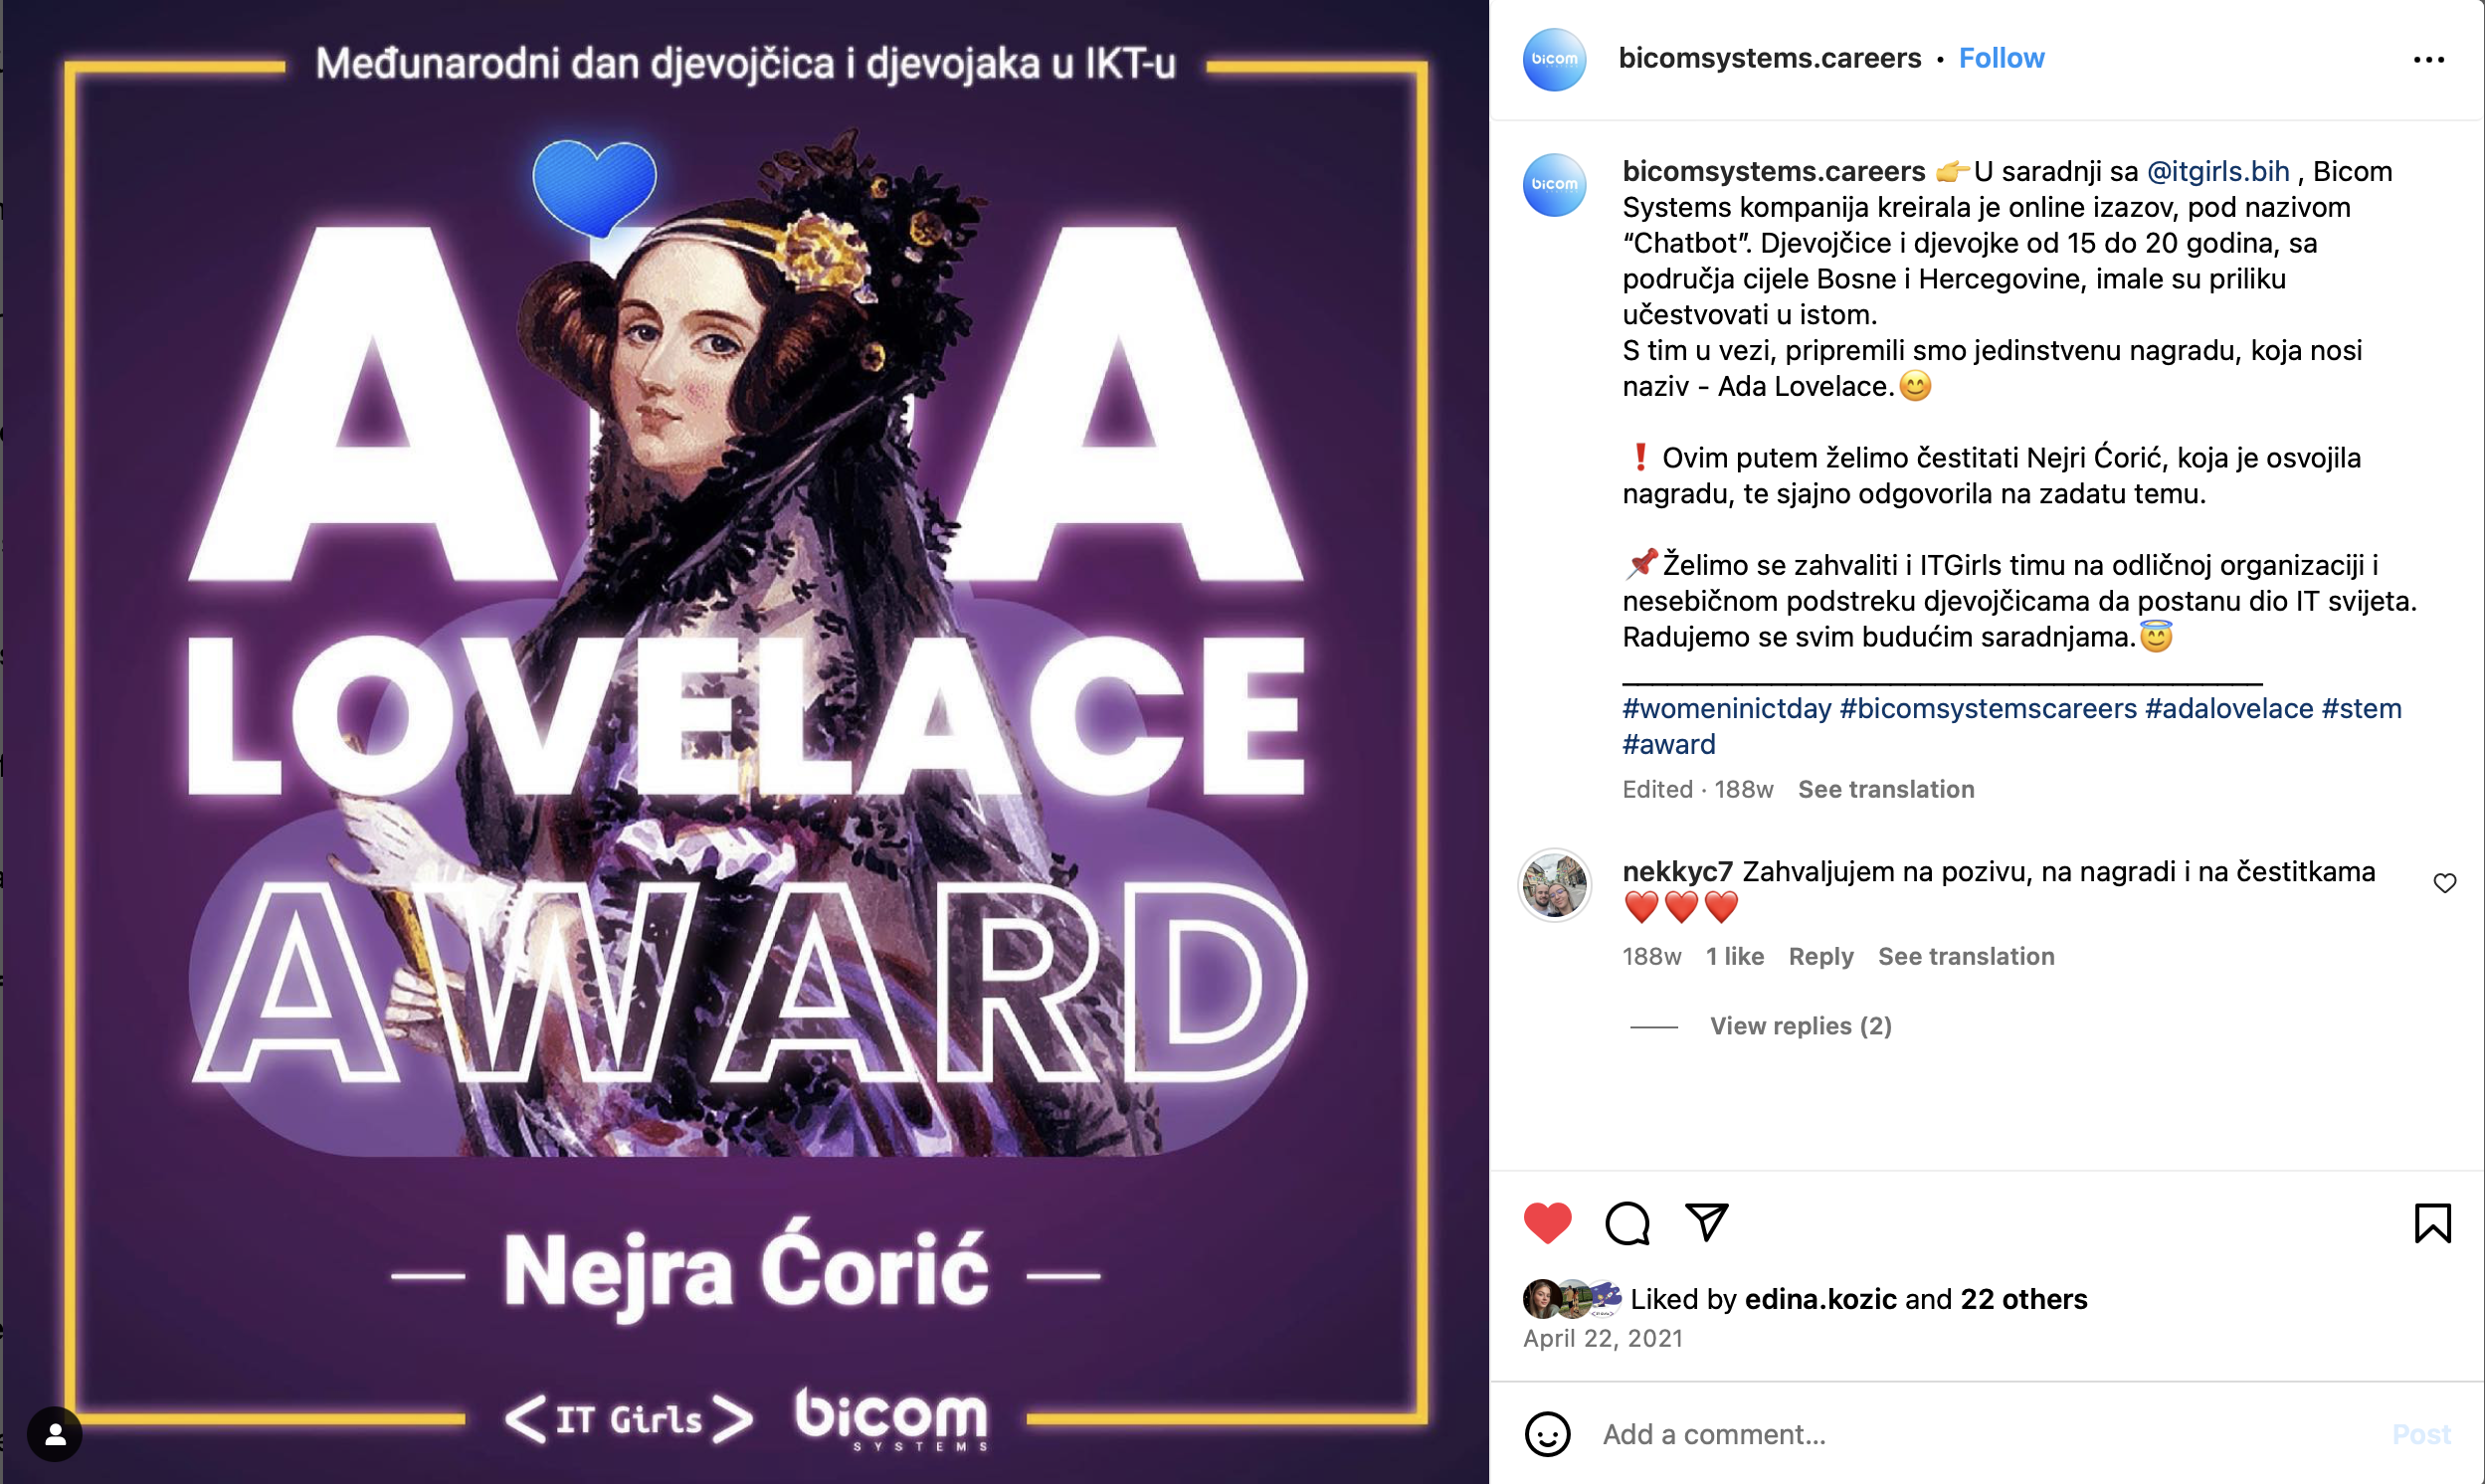 Međunarodni dan djevojčica i djevojaka u IKT-u
ADA
LOVELACE
AWARD
Nejra Ćorić
<IT Girls>
bicom
SYSTEMS
bicom
bicomsystems.careers • Follow
bicom
bicomsystems.careers 👉U saradnji sa @itgirls.bih , Bicom
Systems kompanija kreirala je online izazov, pod nazivom
“Chatbot”. Djevojčice i djevojke od 15 do 20 godina, sa
područja cijele Bosne i Hercegovine, imale su priliku
učestvovati u istom.
S tim u vezi, pripremili smo jedinstvenu nagradu, koja nosi
naziv - Ada Lovelace.😊
❗ Ovim putem želimo čestitati Nejri Ćorić, koja je osvojila
nagradu, te sjajno odgovorila na zadatu temu.
📌Želimo se zahvaliti i ITGirls timu na odličnoj organizaciji i
nesebičnom podstreku djevojčicama da postanu dio IT svijeta.
Radujemo se svim budućim saradnjama.😇
#womeninictday #bicomsystemscareers #adalovelace #stem
#award
Edited · 188w See translation
nekkyc7 Zahvaljujem na pozivu, na nagradi i na čestitkama
❤️❤️❤️
188w 1 like Reply See translation
View replies (2)
Liked by edina.kozic and 22 others
April 22, 2021
Add a comment...
Post